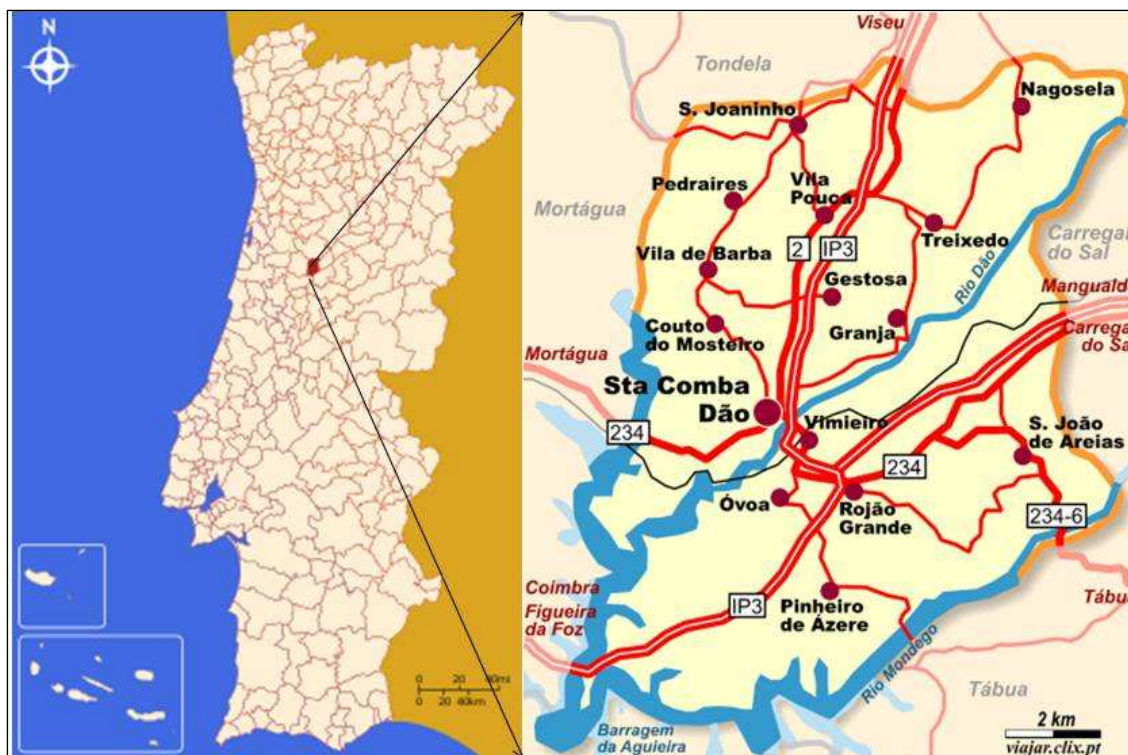 N
0 20 40mi
0 20 40km
Viseu
Tondela
Nagosela
S. Joaninho
Pedraires
Vila
Pouca
Mortágua
2
IP3
Treixedo
Carregal
do Sal
Vila de Barba
Gestosa
Rio Dão
Manguald
Couto
do Mosteiro
Granja
Carregal
do Sa
Mortágua
Sta Comba
Dão
234
Vimieiro
S. João
de Areias
234
Óvoa
Rojão
Grande
234-6
Coimbra
Figueira
da Foz
IP3
Pinheiro
de Ázere
Tábua
Rio Mondego
Tábua
Barragem
da Aguieira
2 km
viajar.clix.pt